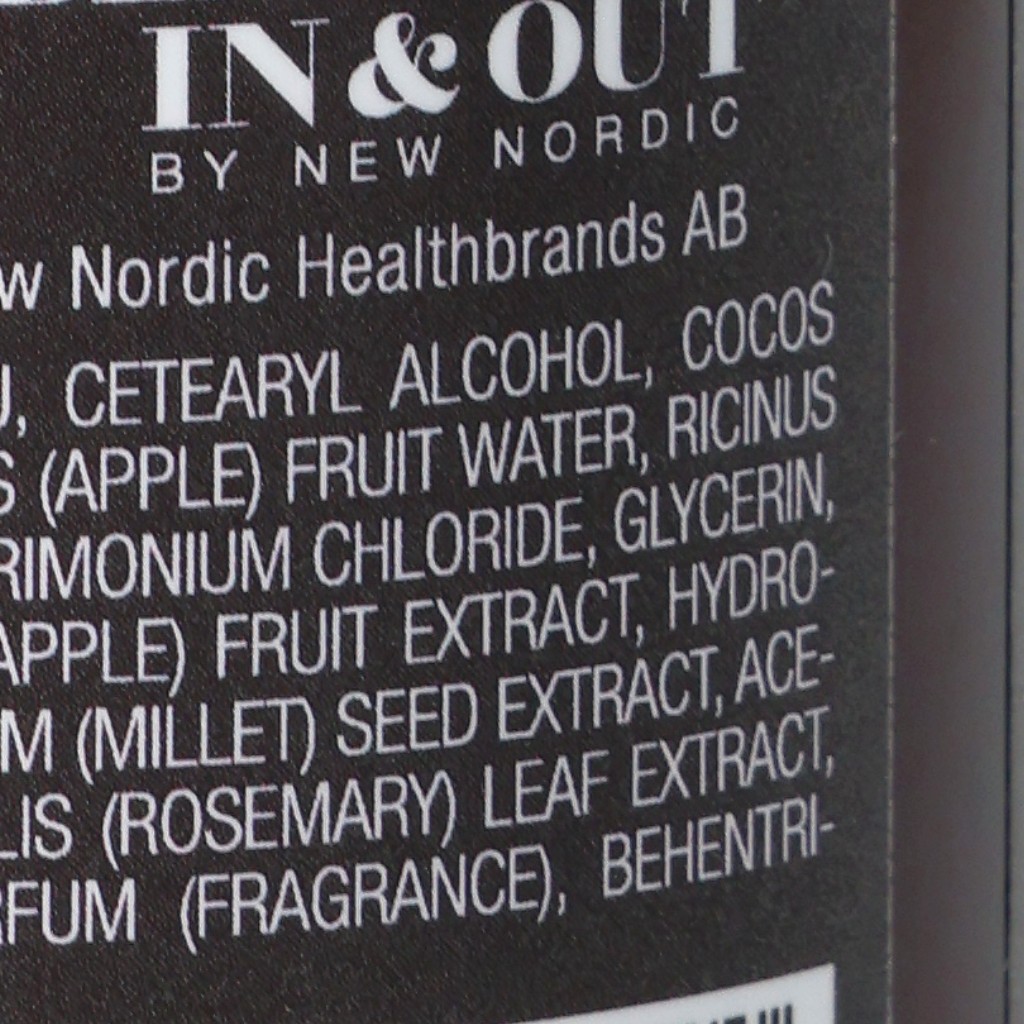 IN & OUT
BY NEW NORDIC
Nordic Healthbrands AB
CETEARYL ALCOHOL, COCOS
(APPLE) FRUIT WATER, RICINUS
RIMONIUM CHLORIDE, GLYCERIN,
APPLE) FRUIT EXTRACT, HYDRO-
M (MILLET) SEED EXTRACT, ACE-
LIS (ROSEMARY) LEAF EXTRACT,
RFUM (FRAGRANCE), BEHENTRI-